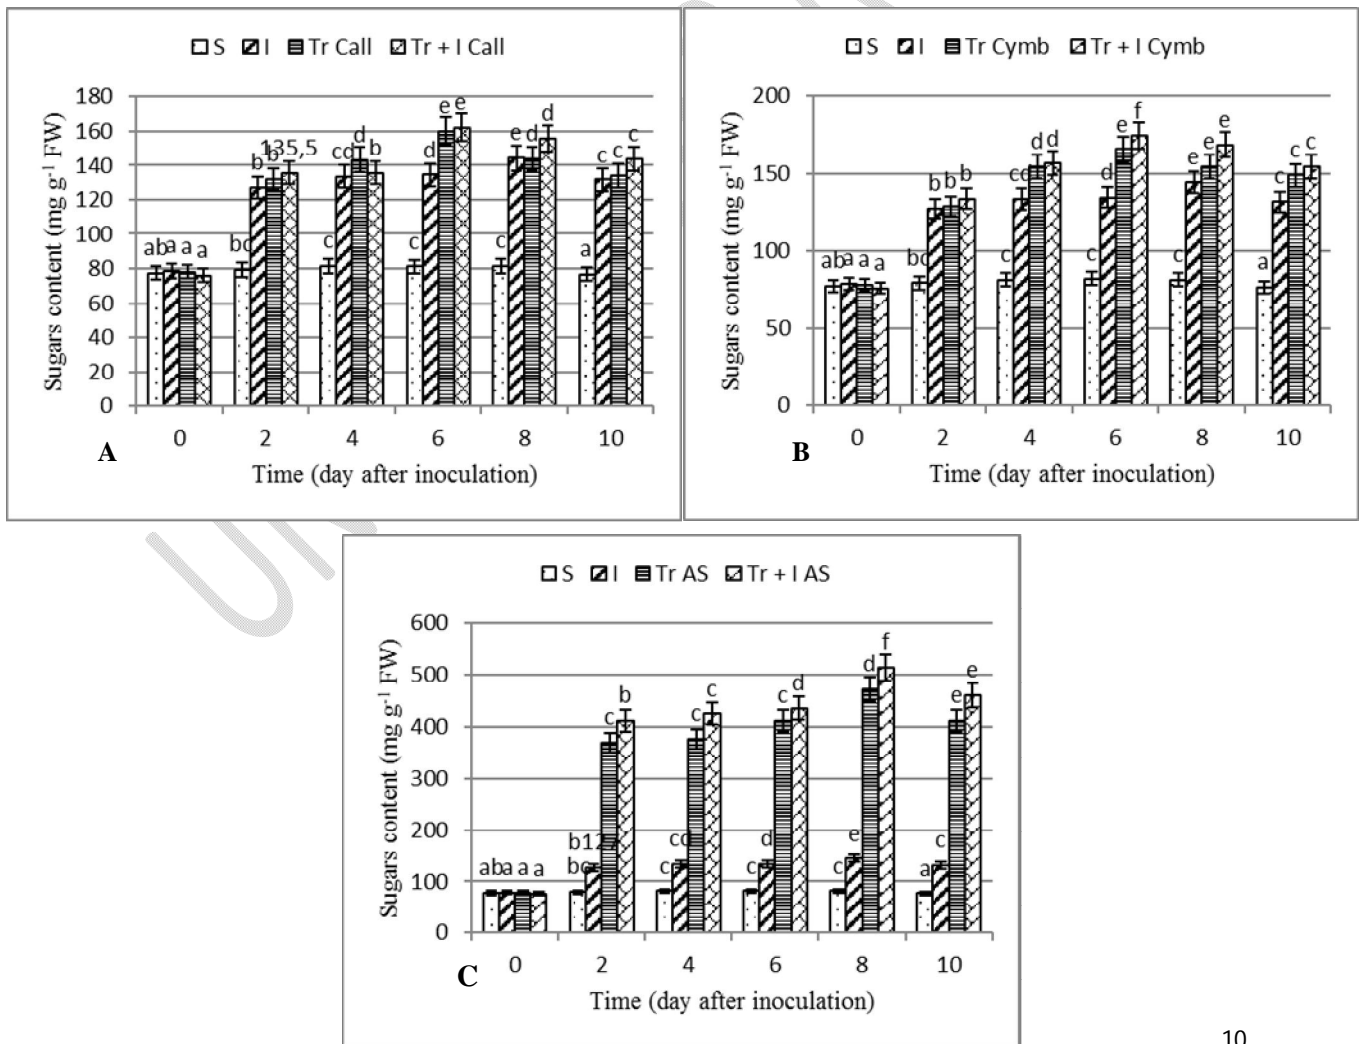 S I Tr Call Tr + I Call
Sugars content (mg g-1 FW)
180
160
140
120
100
80
60
40
20
0
ab a a a bc b b 135,5 c cd d b c d e e c e d d a c c c
0 2 4 6 8 10
A
Time (day after inoculation)
S I Tr Cymb Tr + I Cymb
Sugars content (mg g-1 FW)
200
150
100
50
0
ab a a a bc b b b c cd d d c d e f c e e e a c c c
0 2 4 6 8 10
B
Time (day after inoculation)
S I Tr AS Tr + I AS
Sugars content (mg g-1 FW)
600
500
400
300
200
100
0
ab a a a bc b127 c b c cd c c c d c d c e d f a c e e
0 2 4 6 8 10
C
Time (day after inoculation)
10